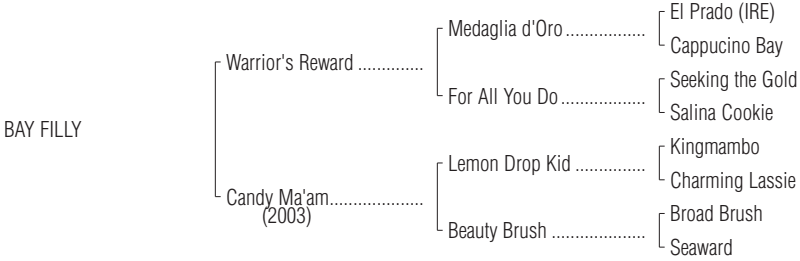 El Prado (IRE)
Medaglia d'Oro.................
Cappucino Bay
Warrior's Reward ..............
Seeking the Gold
For All You Do..................
Salina Cookie
BAY FILLY
Kingmambo
Lemon Drop Kid ...............
Charming Lassie
Candy Ma'am....................
(2003)
Broad Brush
Beauty Brush ....................
Seaward